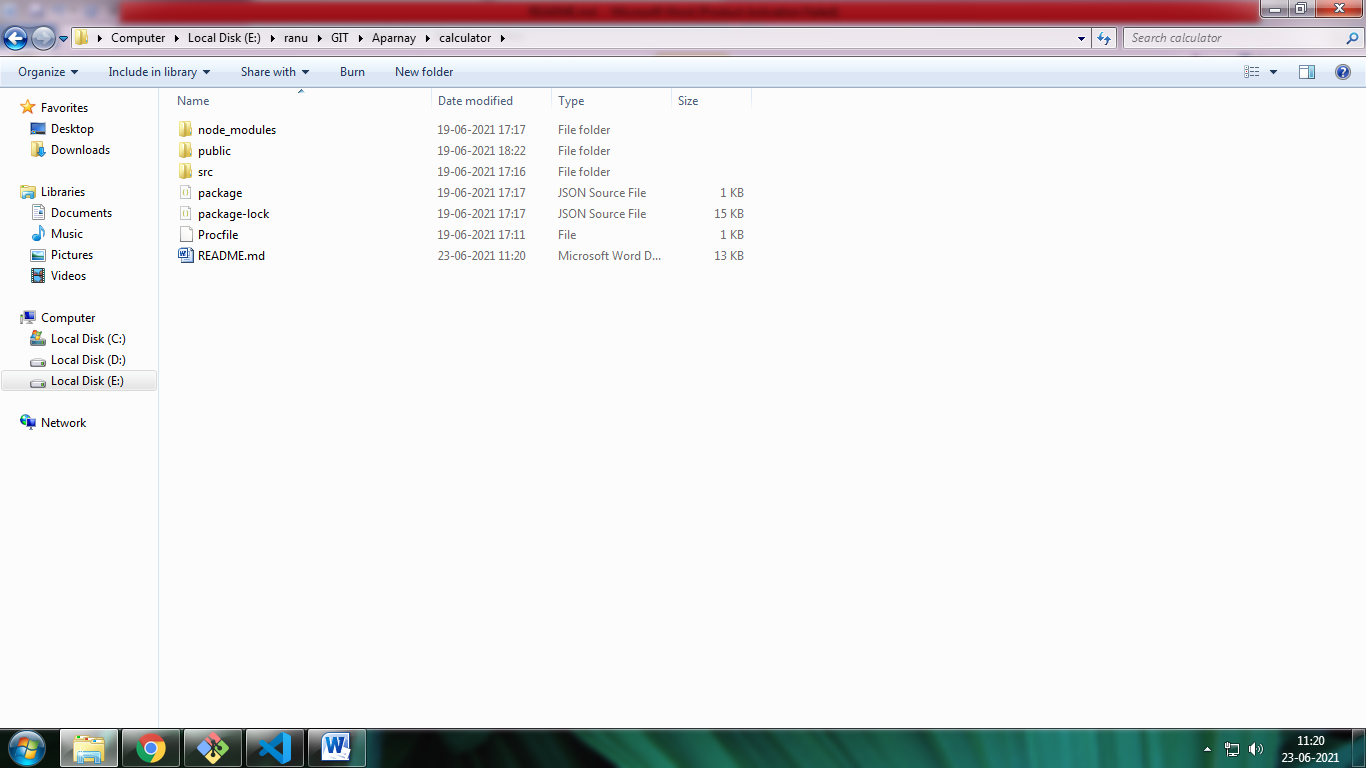 Computer Local Disk (E:) ranu GIT Aparnay calculator Search calculator
Organize Include in library Share with Burn New folder
Favorites
Desktop
Downloads
Libraries
Documents
Music
Pictures
Videos
Computer
Local Disk (C:)
Local Disk (D:)
Local Disk (E:)
Network
Name Date modified Type Size
node_modules 19-06-2021 17:17 File folder
public 19-06-2021 18:22 File folder
src 19-06-2021 17:16 File folder
package 19-06-2021 17:17 JSON Source File 1 KB
package-lock 19-06-2021 17:17 JSON Source File 15 KB
Procfile 19-06-2021 17:11 File 1 KB
README.md 23-06-2021 11:20 Microsoft Word D... 13 KB
11:20
23-06-2021